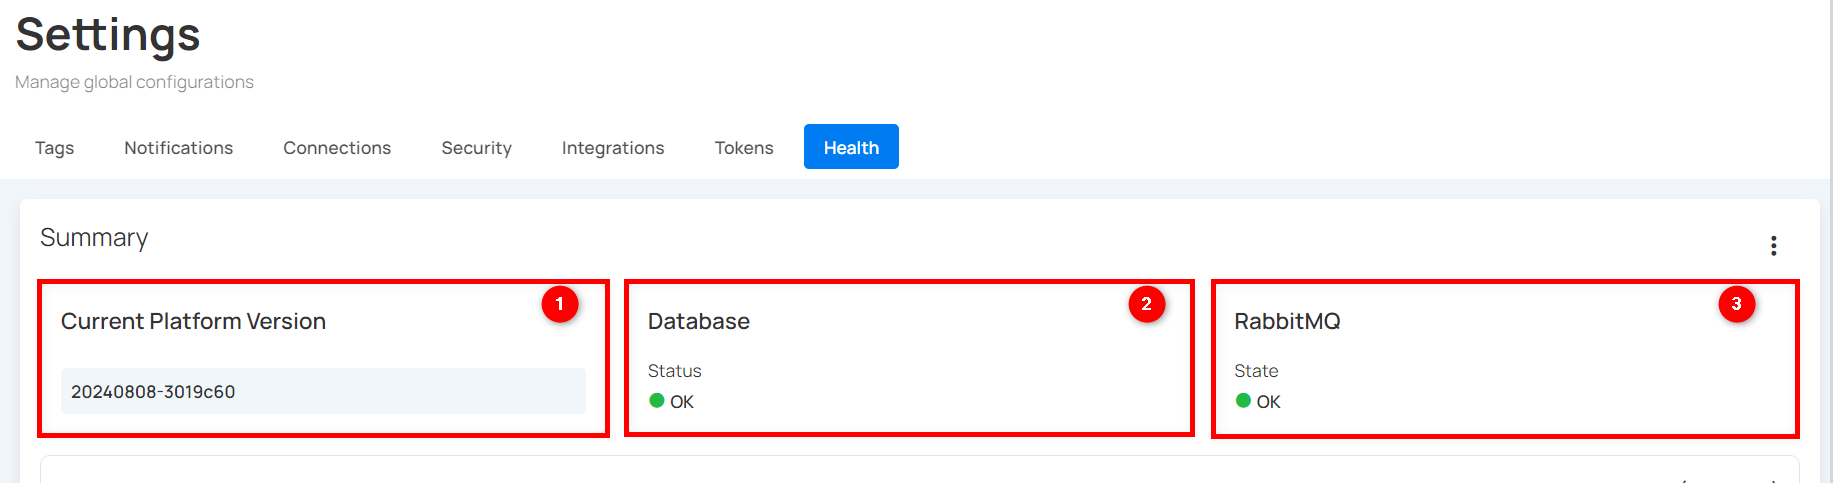 Settings
Manage global configurations
Tags Notifications Connections Security Integrations Tokens Health
Summary
1
Current Platform Version
20240808-3019c60
2
Database
Status
OK
3
RabbitMQ
State
OK